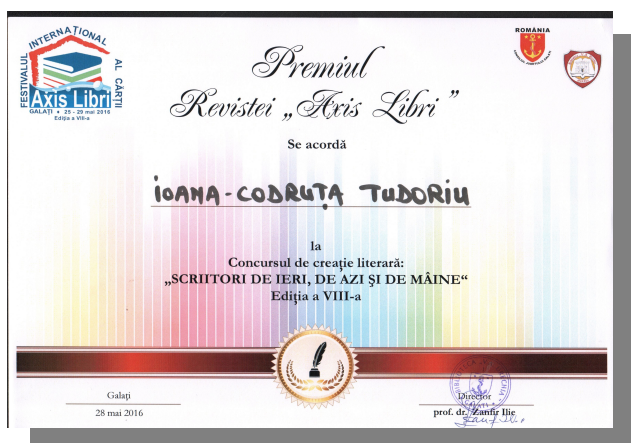 FESTIVALUL INTERNAȚIONAL AL CĂRȚII
Axis Libri
GALAȚI • 25 - 29 mai 2016
Ediția a VIII-a
ROMÂNIA
Premiul
Revistei „Axis Libri”
Se acordă
IOANA-CODRUȚA TUDORIU
la
Concursul de creație literară:
„SCRIITORI DE IERI, DE AZI ŞI DE MÂINE“
Ediția a VIII-a
Galaţi
28 mai 2016
Director
prof. dr. Zanfir Ilie